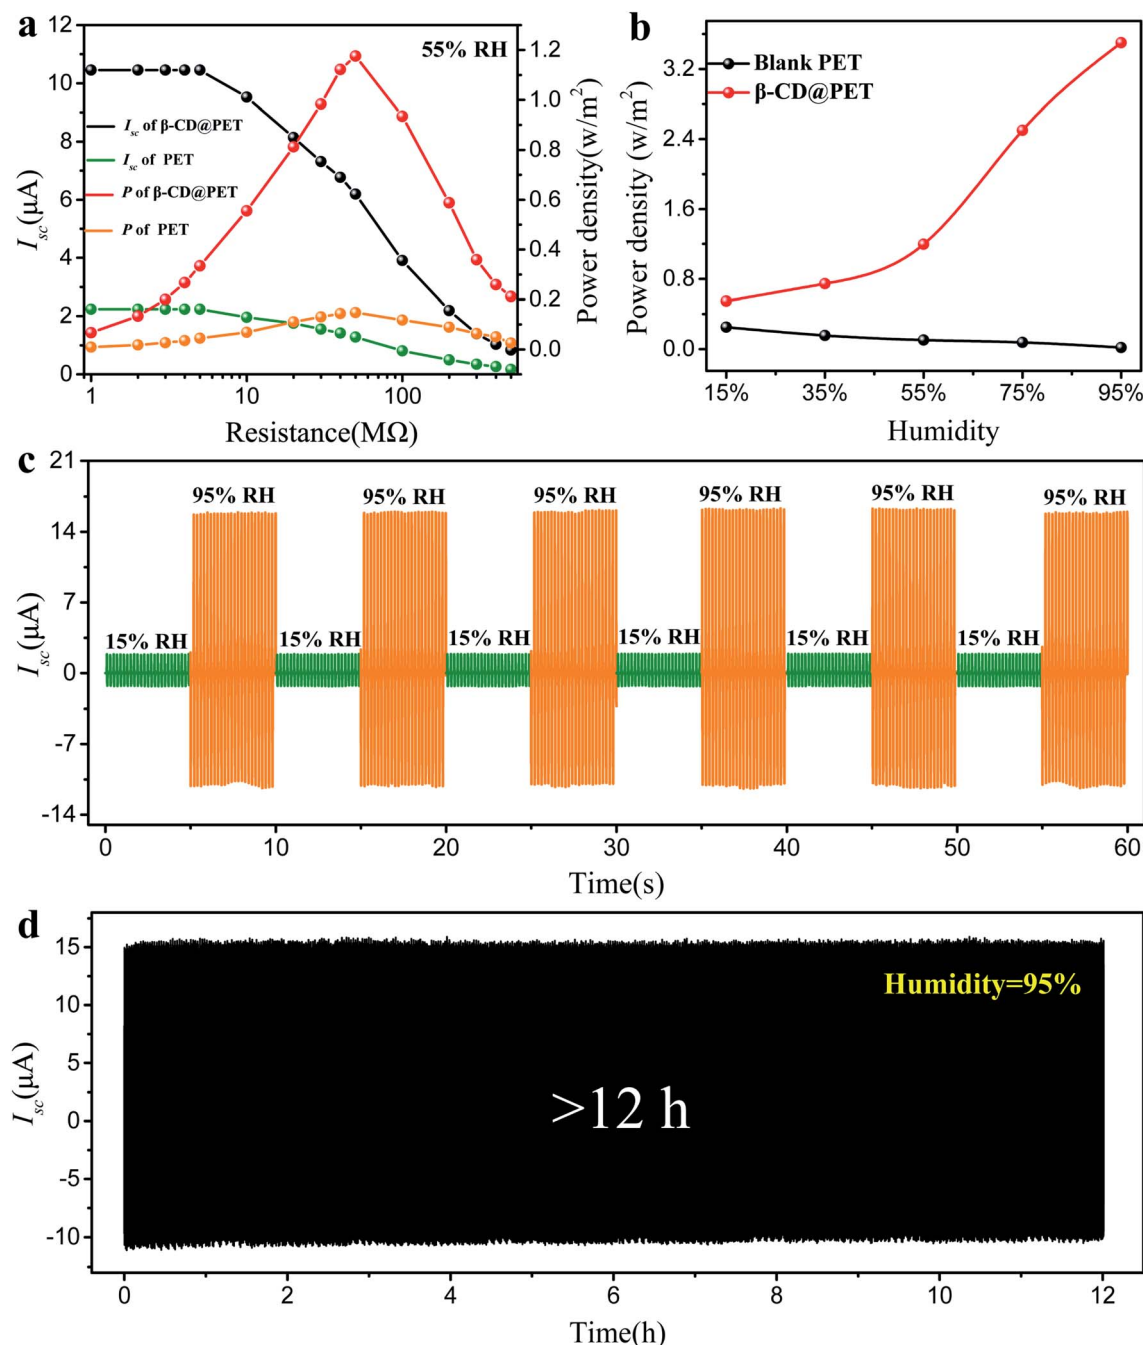 a
55% RH
12
10
8
6
4
2
0
I_sc(μA)
I_sc of β-CD@PET
I_sc of PET
P of β-CD@PET
P of PET
1.2
1.0
0.8
0.6
0.4
0.2
0.0
Power density(w/m²)
1
10
100
Resistance(MΩ)
b
Blank PET
β-CD@PET
3.2
2.4
1.6
0.8
0.0
Power density (w/m²)
15%
35%
55%
75%
95%
Humidity
c
21
14
7
0
-7
-14
I_sc(μA)
95% RH
95% RH
95% RH
95% RH
95% RH
95% RH
15% RH
15% RH
15% RH
15% RH
15% RH
15% RH
0
10
20
30
40
50
60
Time(s)
d
15
10
5
0
-5
-10
I_sc(μA)
Humidity=95%
>12 h
0
2
4
6
8
10
12
Time(h)